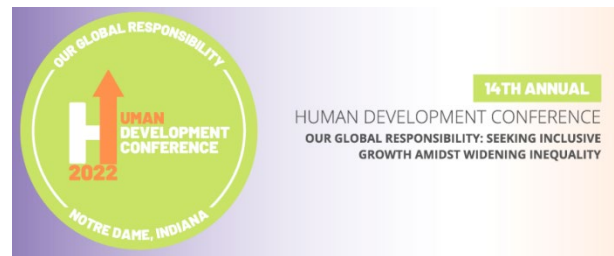 OUR GLOBAL RESPONSIBILITY
HUMAN
DEVELOPMENT
CONFERENCE
2022
NOTRE DAME, INDIANA
14TH ANNUAL
HUMAN DEVELOPMENT CONFERENCE
OUR GLOBAL RESPONSIBILITY: SEEKING INCLUSIVE
GROWTH AMIDST WIDENING INEQUALITY